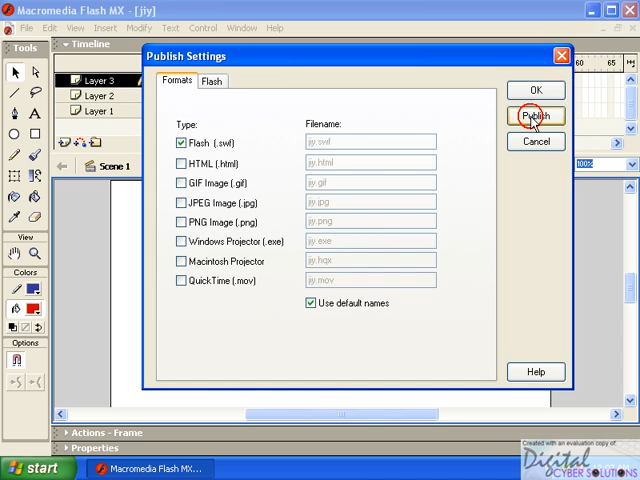 Macromedia Flash MX - [jiy]
File Edit View Insert Modify Text Control Window Help
Tools
Timeline
60 65
Layer 3
Layer 2
Layer 1
Scene 1
100%
View
Colors
Options
Publish Settings
Formats Flash
OK
Publish
Cancel
Help
Type: Filename:
Flash (.swf) jiy.swf
HTML (.html) jiy.html
GIF Image (.gif) jiy.gif
JPEG Image (.jpg) jiy.jpg
PNG Image (.png) jiy.png
Windows Projector (.exe) jiy.exe
Macintosh Projector jiy.hqx
QuickTime (.mov) jiy.mov
Use default names
Actions - Frame
Properties
start
Macromedia Flash MX...
Created with an evaluation copy of
Digital
CYBER SOLUTIONS